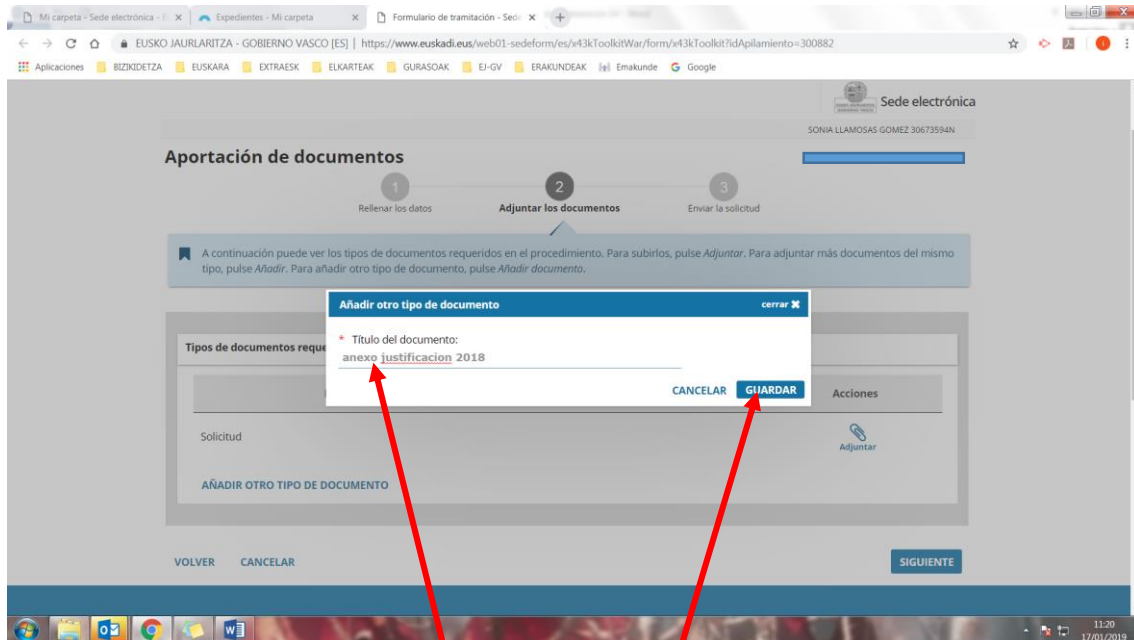 Mi carpeta - Sede electrónica - E
Expedientes - Mi carpeta
Formulario de tramitación - Sede
EUSKO JAURLARITZA - GOBIERNO VASCO [ES] | https://www.euskadi.eus/web01-sedeform/es/x43kToolkitWar/form/x43kToolkit?idApilamiento=300882
Aplicaciones BIZIKIDETZA EUSKARA EXTRAESK ELKARTEAK GURASOAK EJ-GV ERAKUNDEAK Emakunde Google
Sede electrónica
SONIA LLAMOSAS GOMEZ 30673594N
Aportación de documentos
1 2 3
Rellenar los datos Adjuntar los documentos Enviar la solicitud
A continuación puede ver los tipos de documentos requeridos en el procedimiento. Para subirlos, pulse Adjuntar. Para adjuntar más documentos del mismo
tipo, pulse Añadir. Para añadir otro tipo de documento, pulse Añadir documento.
Añadir otro tipo de documento cerrar
Tipos de documentos reque
* Título del documento:
anexo justificacion 2018
CANCELAR GUARDAR
Acciones
Solicitud
Adjuntar
AÑADIR OTRO TIPO DE DOCUMENTO
VOLVER CANCELAR SIGUIENTE
11:20
17/01/2019